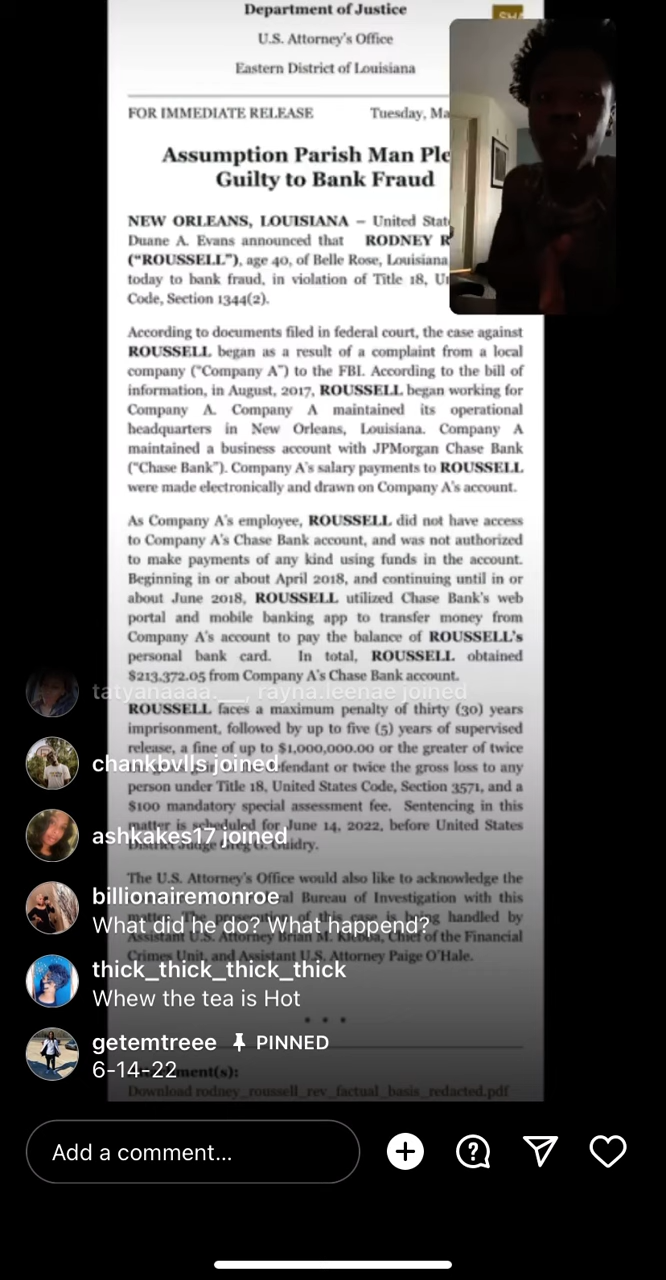 Department of Justice
U.S. Attorney's Office
Eastern District of Louisiana
FOR IMMEDIATE RELEASE Tuesday,
Assumption Parish Man
Guilty to Bank Fraud
NEW ORLEANS, LOUISIANA – United
Duane A. Evans announced that RODNEY
("ROUSSELL"), age 40, of Belle Rose, Louisiana
today to bank fraud, in violation of Title 18,
Code, Section 1344(2).
According to documents filed in federal court, the case against
ROUSSELL began as a result of a complaint from a local
company ("Company A") to the FBI. According to the bill of
information, in August, 2017, ROUSSELL began working for
Company A. Company A maintained its operational
headquarters in New Orleans, Louisiana. Company A
maintained a business account with JPMorgan Chase Bank
("Chase Bank"). Company A's salary payments to ROUSSELL
were made electronically and drawn on Company A's account.
As Company A's employee, ROUSSELL did not have access
to Company A's Chase Bank account, and was not authorized
to make payments of any kind using funds in the account.
Beginning in or about April 2018, and continuing until in or
about June 2018, ROUSSELL utilized Chase Bank's web
portal and mobile banking app to transfer money from
Company A's account to pay the balance of ROUSSELL's
personal bank card. In total, ROUSSELL obtained
$213,372.05 from Company A's Chase Bank account.
tatyanaaaa.___, rayna.leenae joined
ROUSSELL faces a maximum penalty of thirty (30) years
imprisonment, followed by up to five (5) years of supervised
release, a fine of up to $1,000,000.00 or the greater of twice
chankbvlls joined
defendant or twice the gross loss to any
person under Title 18, United States Code, Section 3571, and a
$100 mandatory special assessment fee. Sentencing in this
matter is scheduled for June 14, 2022, before United States
ashkakes17 joined
District Judge Greg G. Guidry.
The U.S. Attorney's Office would also like to acknowledge the
billionairemonroe
Bureau of Investigation with this
What did he do? What happend?
matter. The prosecution of this case is being handled by
Assistant U.S. Attorney Brian M. Klebba, Chief of the Financial
Crimes Unit, and Assistant U.S. Attorney Paige O'Hale.
thick_thick_thick_thick
Whew the tea is Hot
getemtreee PINNED
6-14-22
Download rodney_roussell_rev_factual_basis_redacted.pdf
Add a comment...